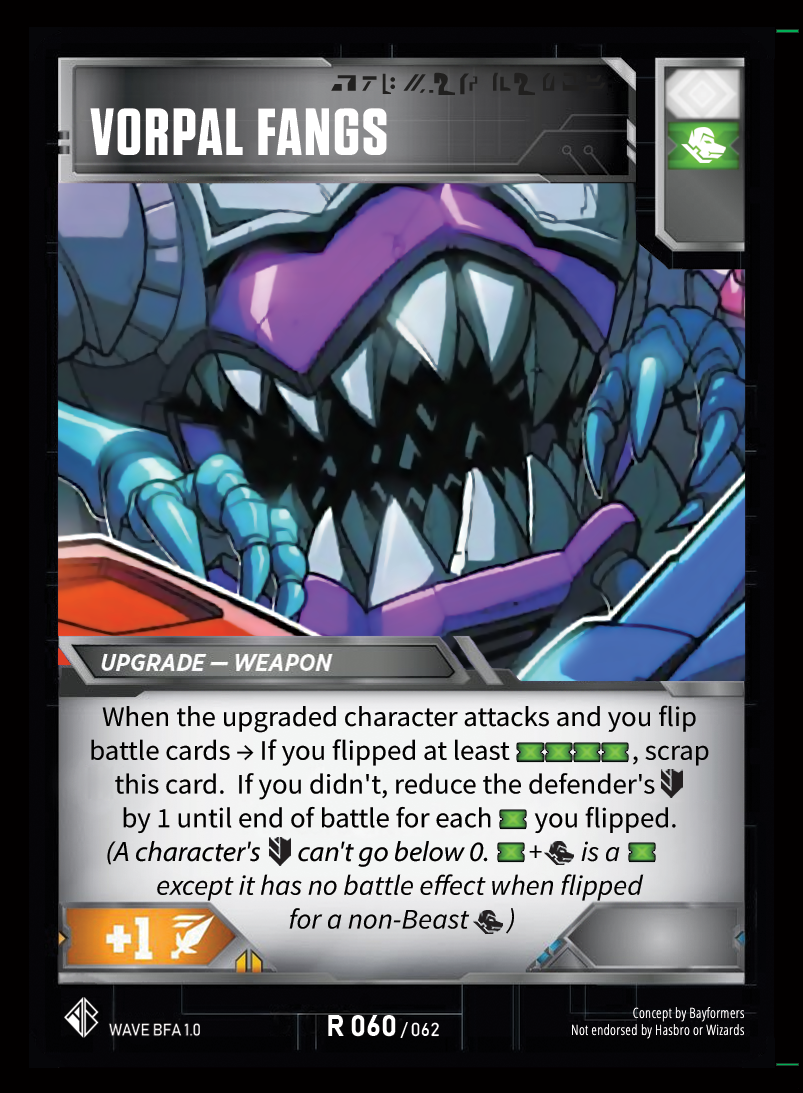 VORPAL FANGS
UPGRADE — WEAPON
When the upgraded character attacks and you flip
battle cards → If you flipped at least , scrap
this card. If you didn't, reduce the defender's
by 1 until end of battle for each you flipped.
(A character's can't go below 0. + is a
except it has no battle effect when flipped
for a non-Beast )
+1
WAVE BFA 1.0
R 060/062
Concept by Bayformers
Not endorsed by Hasbro or Wizards